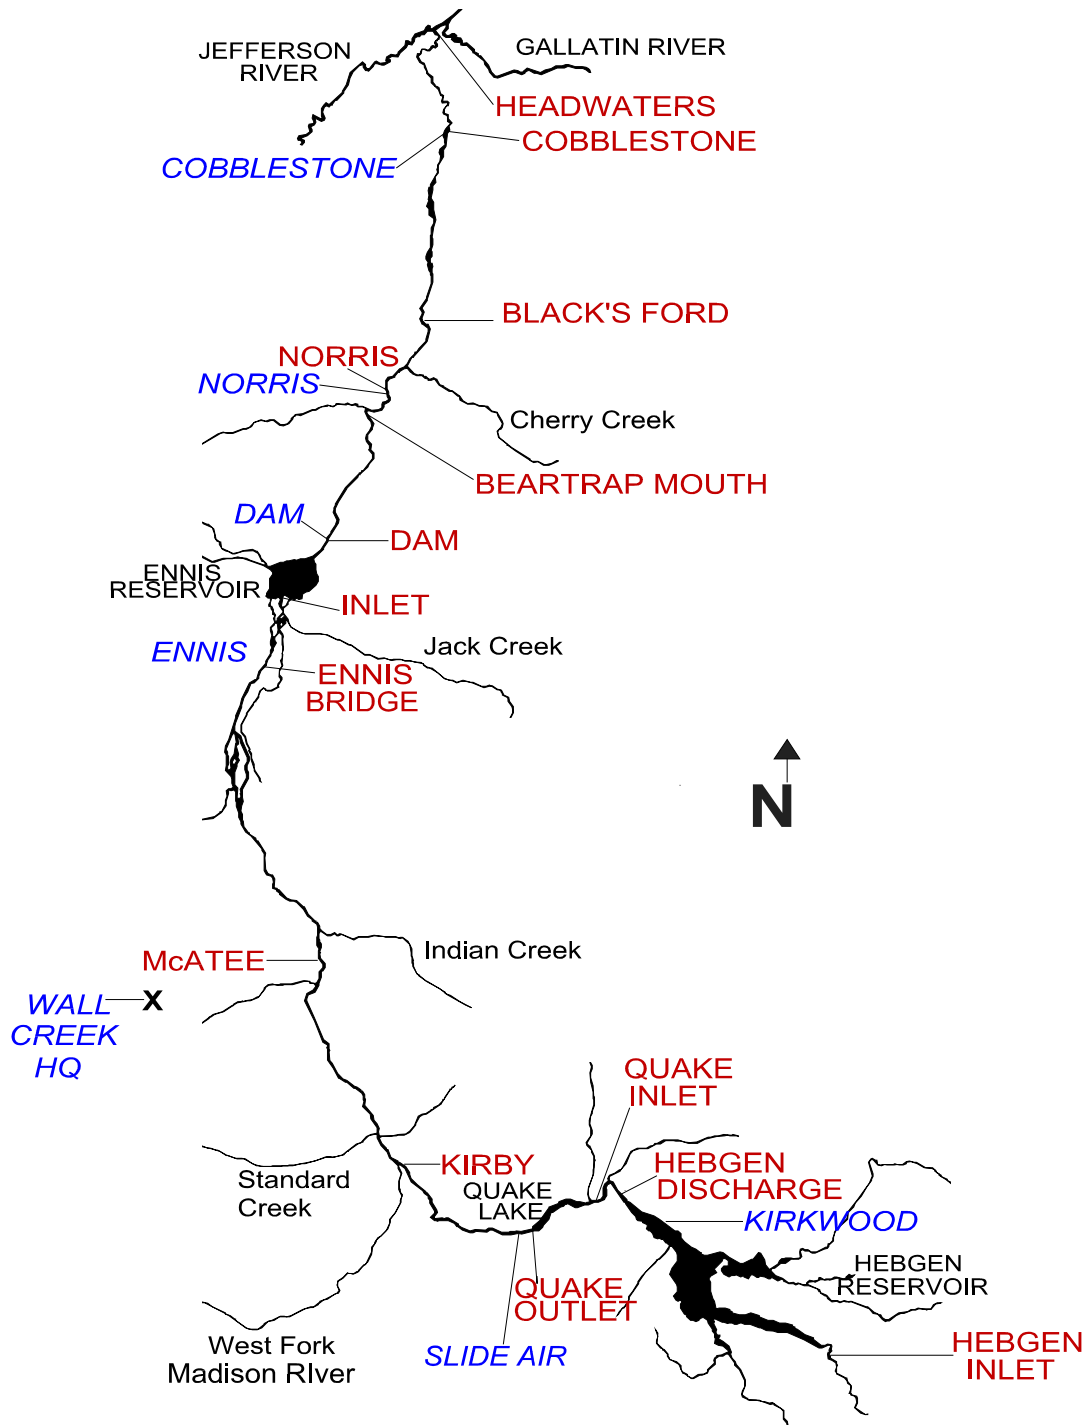 JEFFERSON
RIVER
GALLATIN RIVER
HEADWATERS
COBBLESTONE
COBBLESTONE
BLACK'S FORD
NORRIS
NORRIS
Cherry Creek
BEARTRAP MOUTH
DAM
DAM
ENNIS
RESERVOIR
INLET
ENNIS
Jack Creek
ENNIS
BRIDGE
N
McATEE
Indian Creek
WALL
CREEK
HQ
X
QUAKE
INLET
KIRBY
Standard
Creek
QUAKE
LAKE
HEBGEN
DISCHARGE
KIRKWOOD
HEBGEN
RESERVOIR
QUAKE
OUTLET
SLIDE AIR
West Fork
Madison RIver
HEBGEN
INLET